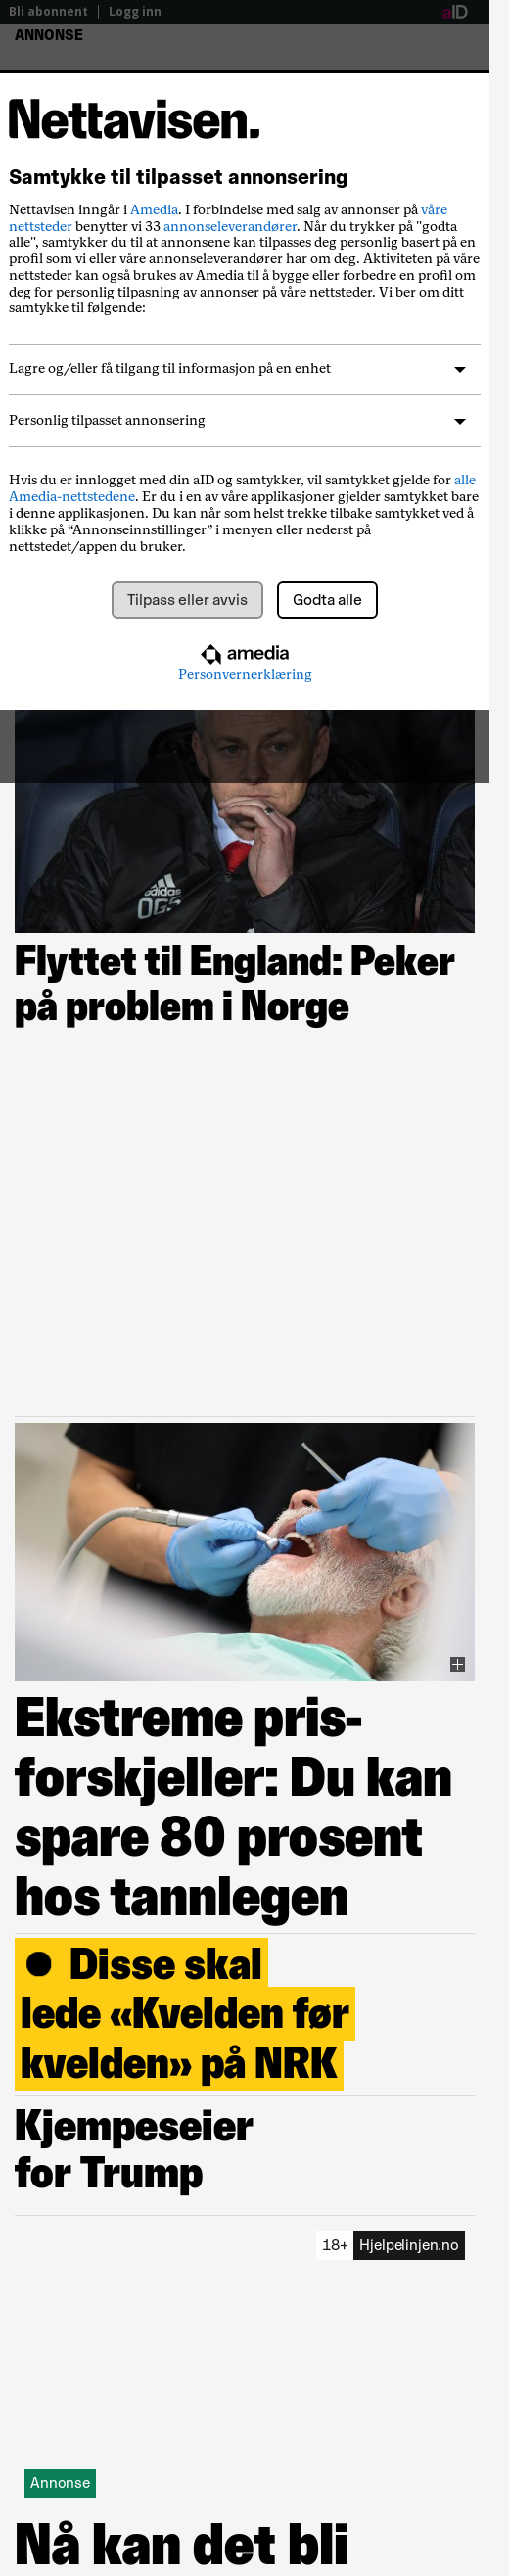 Bli abonnent | Logg inn
aID
ANNONSE
Nettavisen.
Samtykke til tilpasset annonsering
Nettavisen inngår i Amedia. I forbindelse med salg av annonser på våre
nettsteder benytter vi 33 annonseleverandører. Når du trykker på "godta
alle", samtykker du til at annonsene kan tilpasses deg personlig basert på en
profil som vi eller våre annonseleverandører har om deg. Aktiviteten på våre
nettsteder kan også brukes av Amedia til å bygge eller forbedre en profil om
deg for personlig tilpasning av annonser på våre nettsteder. Vi ber om ditt
samtykke til følgende:
Lagre og/eller få tilgang til informasjon på en enhet
Personlig tilpasset annonsering
Hvis du er innlogget med din aID og samtykker, vil samtykket gjelde for alle
Amedia-nettstedene. Er du i en av våre applikasjoner gjelder samtykket bare
i denne applikasjonen. Du kan når som helst trekke tilbake samtykket ved å
klikke på “Annonseinnstillinger” i menyen eller nederst på
nettstedet/appen du bruker.
Tilpass eller avvis
Godta alle
amedia
Personvernerklæring
adidas
OGS
Flyttet til England: Peker
på problem i Norge
Ekstreme pris-
forskjeller: Du kan
spare 80 prosent
hos tannlegen
● Disse skal
lede «Kvelden før
kvelden» på NRK
Kjempeseier
for Trump
18+ Hjelpelinjen.no
Annonse
Nå kan det bli